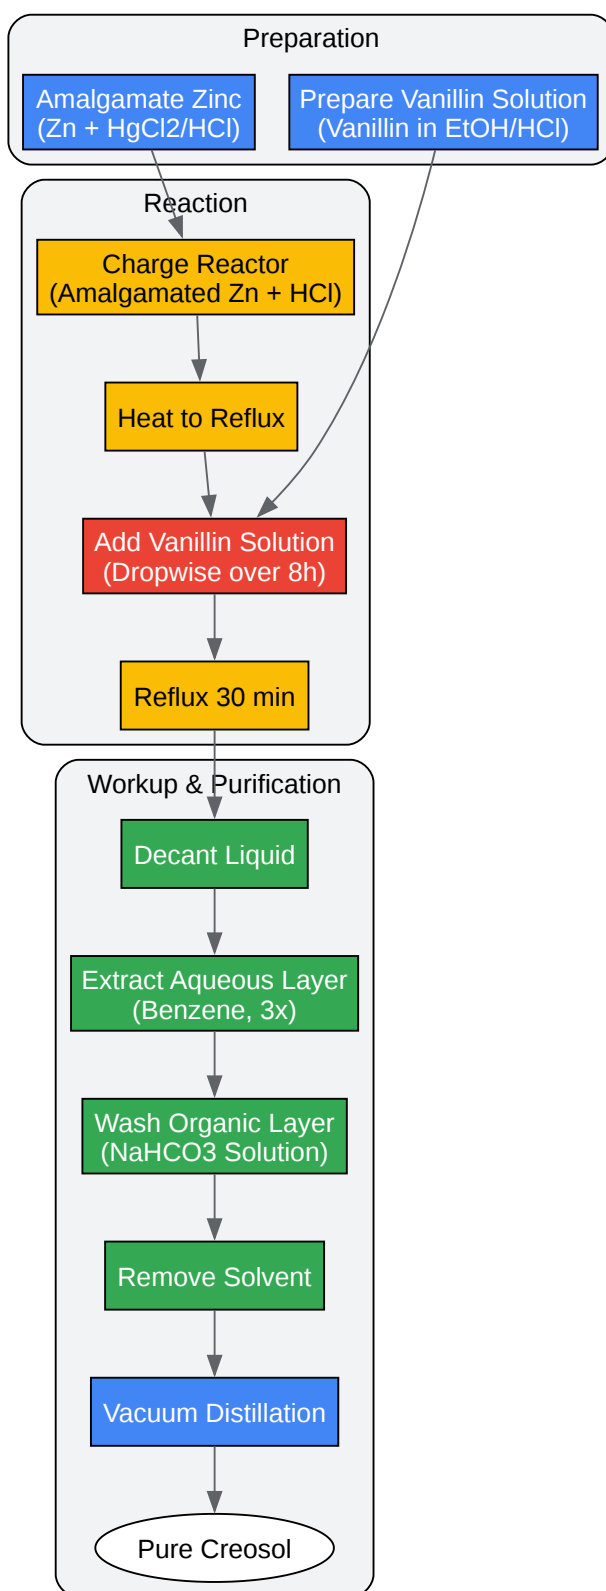 Preparation
Amalgamate Zinc
(Zn + HgCl2/HCl)
Prepare Vanillin Solution
(Vanillin in EtOH/HCl)
Reaction
Charge Reactor
(Amalgamated Zn + HCl)
Heat to Reflux
Add Vanillin Solution
(Dropwise over 8h)
Reflux 30 min
Workup & Purification
Decant Liquid
Extract Aqueous Layer
(Benzene, 3x)
Wash Organic Layer
(NaHCO3 Solution)
Remove Solvent
Vacuum Distillation
Pure Creosol